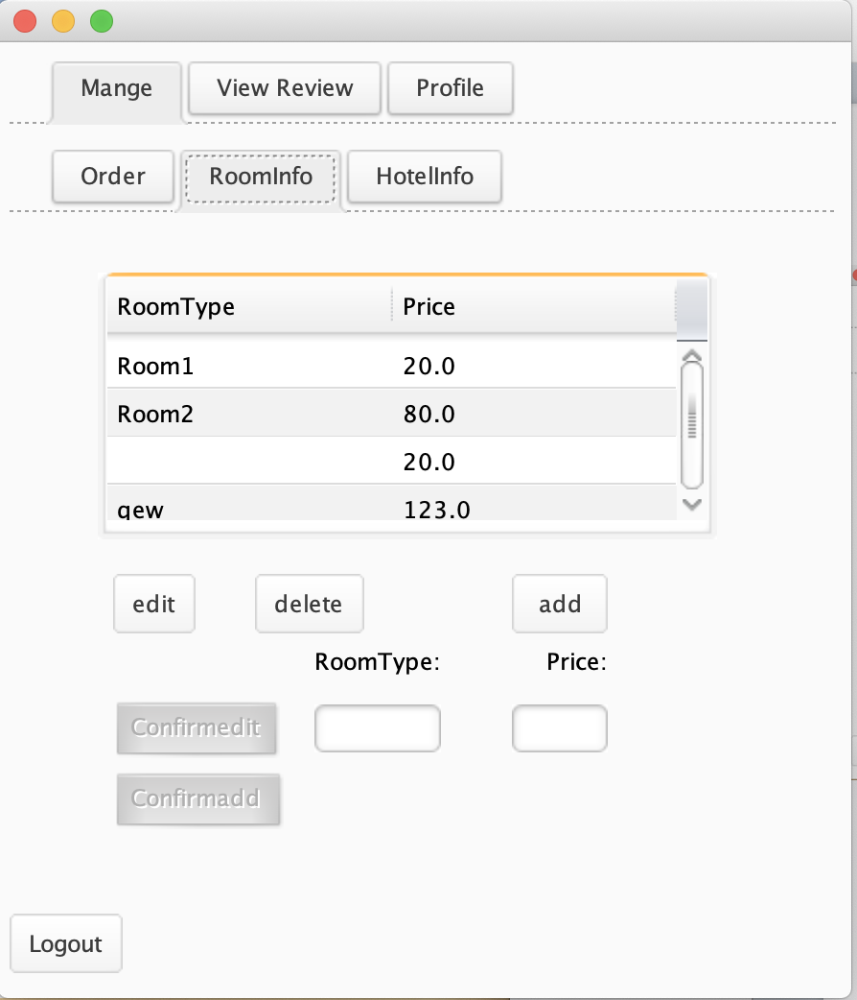 Mange View Review Profile
Order RoomInfo HotelInfo
RoomType Price
Room1 20.0
Room2 80.0
20.0
qew 123.0
edit delete add
RoomType: Price:
Confirmedit
Confirmadd
Logout